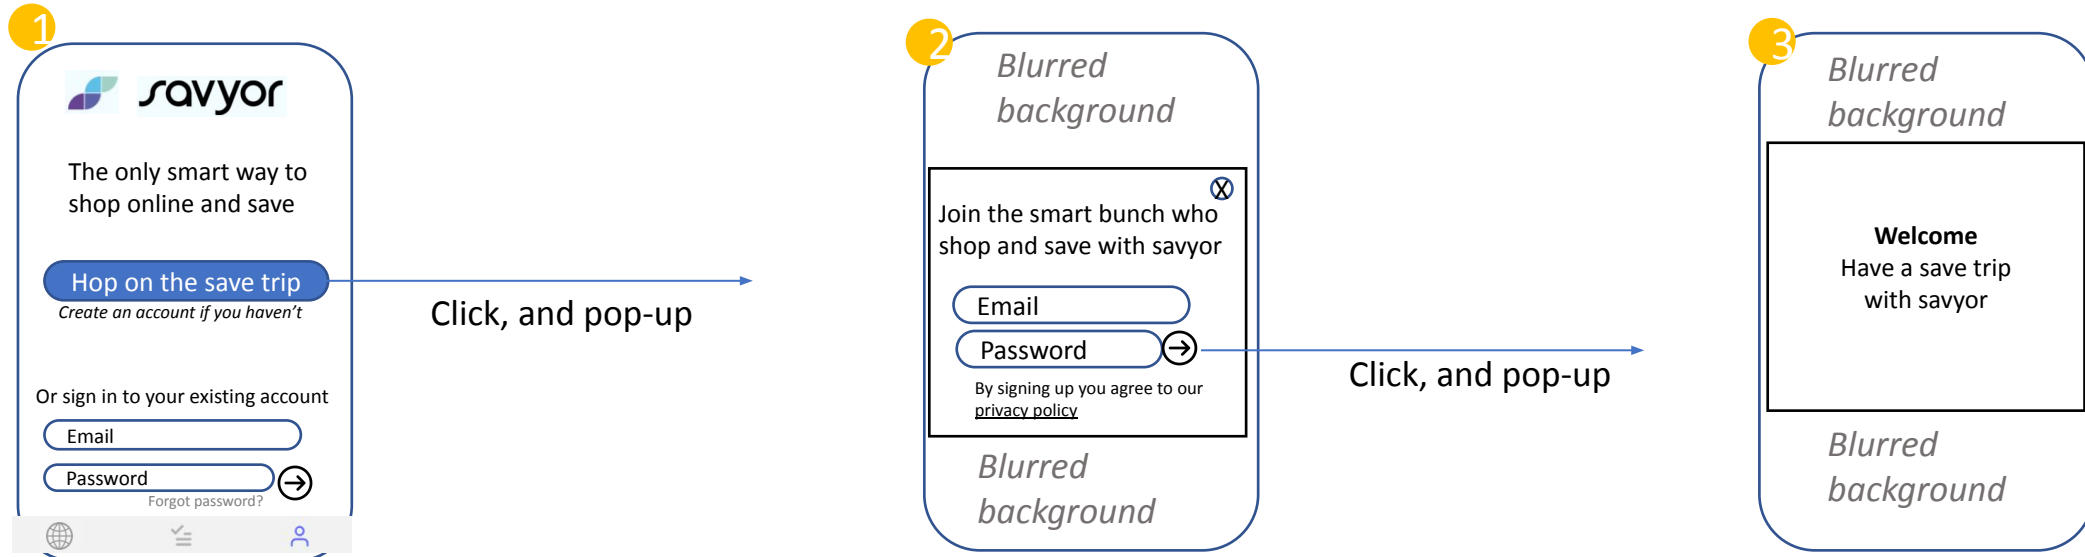 1
savyor
The only smart way to
shop online and save
Hop on the save trip
Create an account if you haven't
Or sign in to your existing account
Email
Password
Forgot password?
Click, and pop-up
2
Blurred
background
X
Join the smart bunch who
shop and save with savyor
Email
Password
By signing up you agree to our
privacy policy
Blurred
background
Click, and pop-up
3
Blurred
background
Welcome
Have a save trip
with savyor
Blurred
background